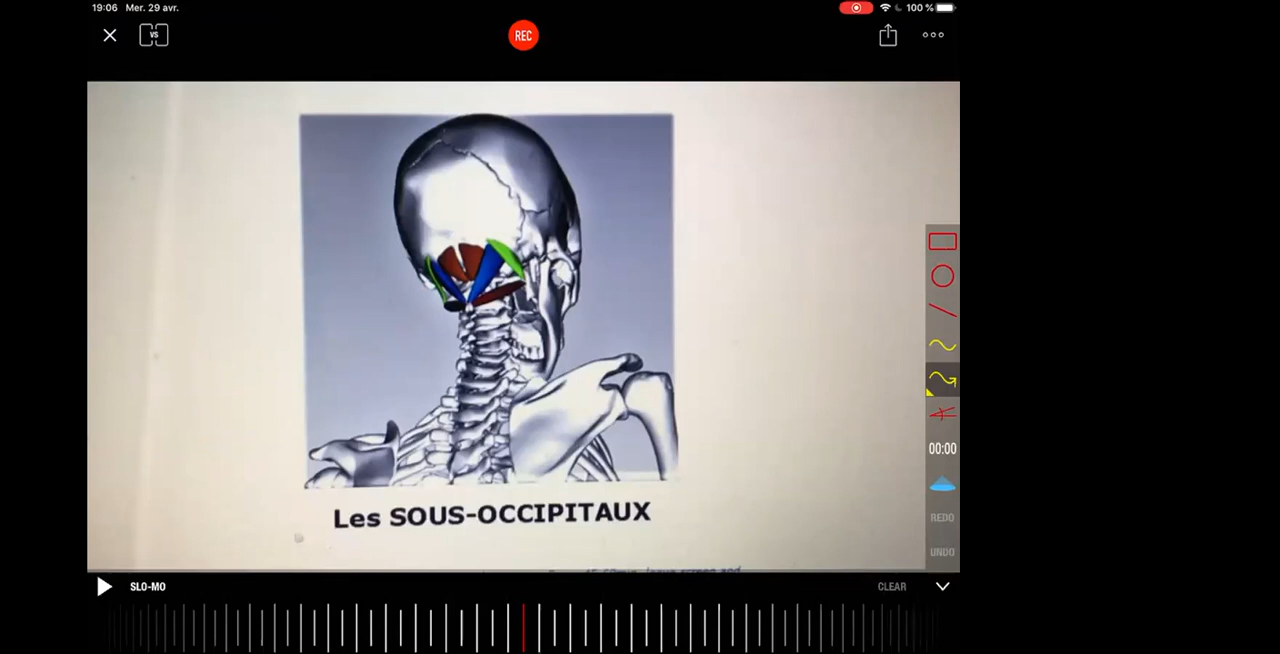 19:06 Mer. 29 avr.
100 %
VS
REC
Les SOUS-OCCIPITAUX
00:00
REDO
UNDO
SLO-MO
CLEAR